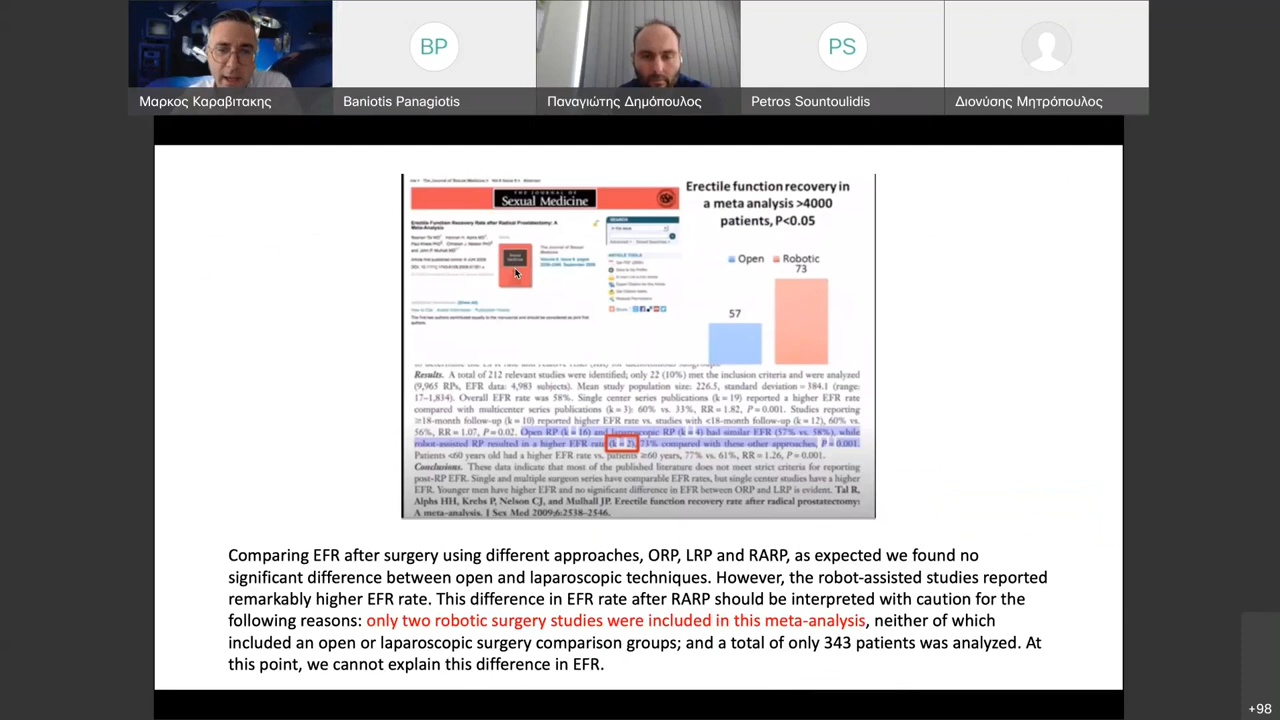 BP
PS
Μαρκος Καραβιτακης
Baniotis Panagiotis
Παναγιώτης Δημόπουλος
Petros Sountoulidis
Διονύσης Μητρόπουλος
THE JOURNAL OF
Sexual Medicine
Erectile Function Recovery Rate after Radical Prostatectomy: A
Meta-Analysis
The Journal of
Sexual Medicine
SEARCH
ARTICLE TOOLS
Erectile function recovery in
a meta analysis >4000
patients, P<0.05
Open Robotic
73
57
Results. A total of 212 relevant studies were identified; only 22 (10%) met the inclusion criteria and were analyzed
(9,965 RPs, EFR data: 4,983 subjects). Mean study population size: 226.5, standard deviation = 384.1 (range:
17–1,834). Overall EFR rate was 58%. Single center series publications (k = 19) reported a higher EFR rate
compared with multicenter series publications (k = 3): 60% vs. 33%, RR = 1.82, P = 0.001. Studies reporting
≥18-month follow-up (k = 10) reported higher EFR rate vs. studies with <18-month follow-up (k = 12), 60% vs.
56%, RR = 1.07, P = 0.02. Open RP (k = 16) and laparoscopic RP (k = 4) had similar EFR (57% vs. 58%), while
robot-assisted RP resulted in a higher EFR rate (k = 2), 73% compared with these other approaches, P = 0.001.
Patients <60 years old had a higher EFR rate vs. patients ≥60 years, 77% vs. 61%, RR = 1.26, P = 0.001.
Conclusions. These data indicate that most of the published literature does not meet strict criteria for reporting
post-RP EFR. Single and multiple surgeon series have comparable EFR rates, but single center studies have a higher
EFR. Younger men have higher EFR and no significant difference in EFR between ORP and LRP is evident. Tal R,
Alphs HH, Krebs P, Nelson CJ, and Mulhall JP. Erectile function recovery rate after radical prostatectomy:
A meta-analysis. J Sex Med 2009;6:2538–2546.
Comparing EFR after surgery using different approaches, ORP, LRP and RARP, as expected we found no
significant difference between open and laparoscopic techniques. However, the robot-assisted studies reported
remarkably higher EFR rate. This difference in EFR rate after RARP should be interpreted with caution for the
following reasons: only two robotic surgery studies were included in this meta-analysis, neither of which
included an open or laparoscopic surgery comparison groups; and a total of only 343 patients was analyzed. At
this point, we cannot explain this difference in EFR.
+98